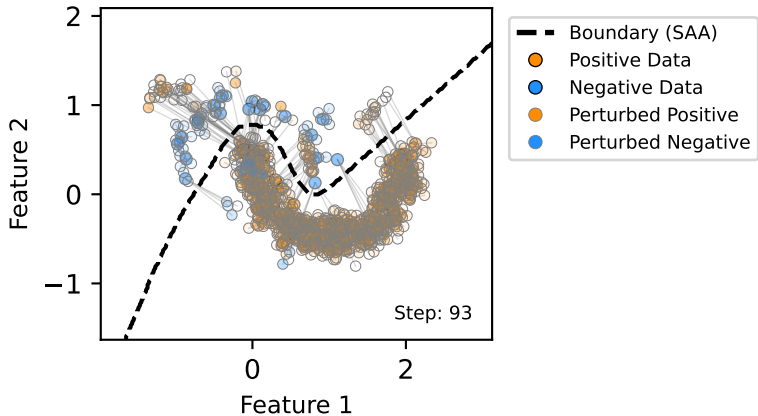 2
1
0
−1
Feature 2
0
2
Feature 1
Step: 93
Boundary (SAA)
Positive Data
Negative Data
Perturbed Positive
Perturbed Negative